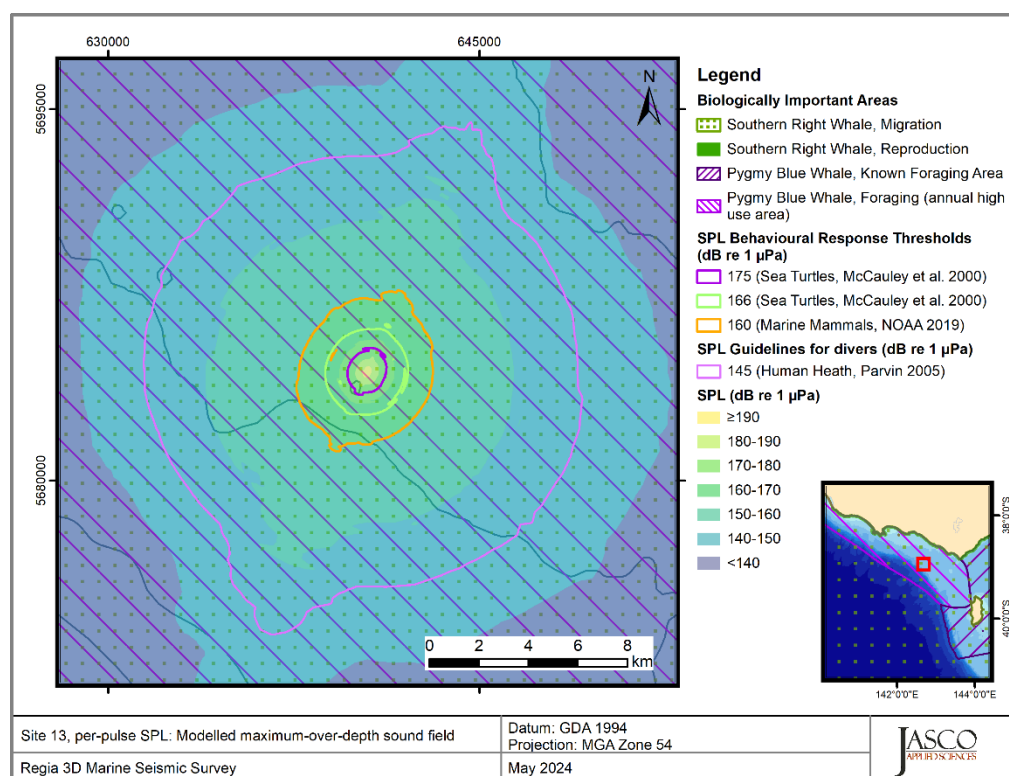 630000
645000
5695000
5680000
N
0 2 4 6 8
km
Legend
Biologically Important Areas
Southern Right Whale, Migration
Southern Right Whale, Reproduction
Pygmy Blue Whale, Known Foraging Area
Pygmy Blue Whale, Foraging (annual high
use area)
SPL Behavioural Response Thresholds
(dB re 1 µPa)
175 (Sea Turtles, McCauley et al. 2000)
166 (Sea Turtles, McCauley et al. 2000)
160 (Marine Mammals, NOAA 2019)
SPL Guidelines for divers (dB re 1 µPa)
145 (Human Heath, Parvin 2005)
SPL (dB re 1 µPa)
≥190
180-190
170-180
160-170
150-160
140-150
<140
38°0'0"S
40°0'0"S
142°0'0"E
144°0'0"E
Site 13, per-pulse SPL: Modelled maximum-over-depth sound field
Regia 3D Marine Seismic Survey
Datum: GDA 1994
Projection: MGA Zone 54
May 2024
JASCO
APPLIED SCIENCES